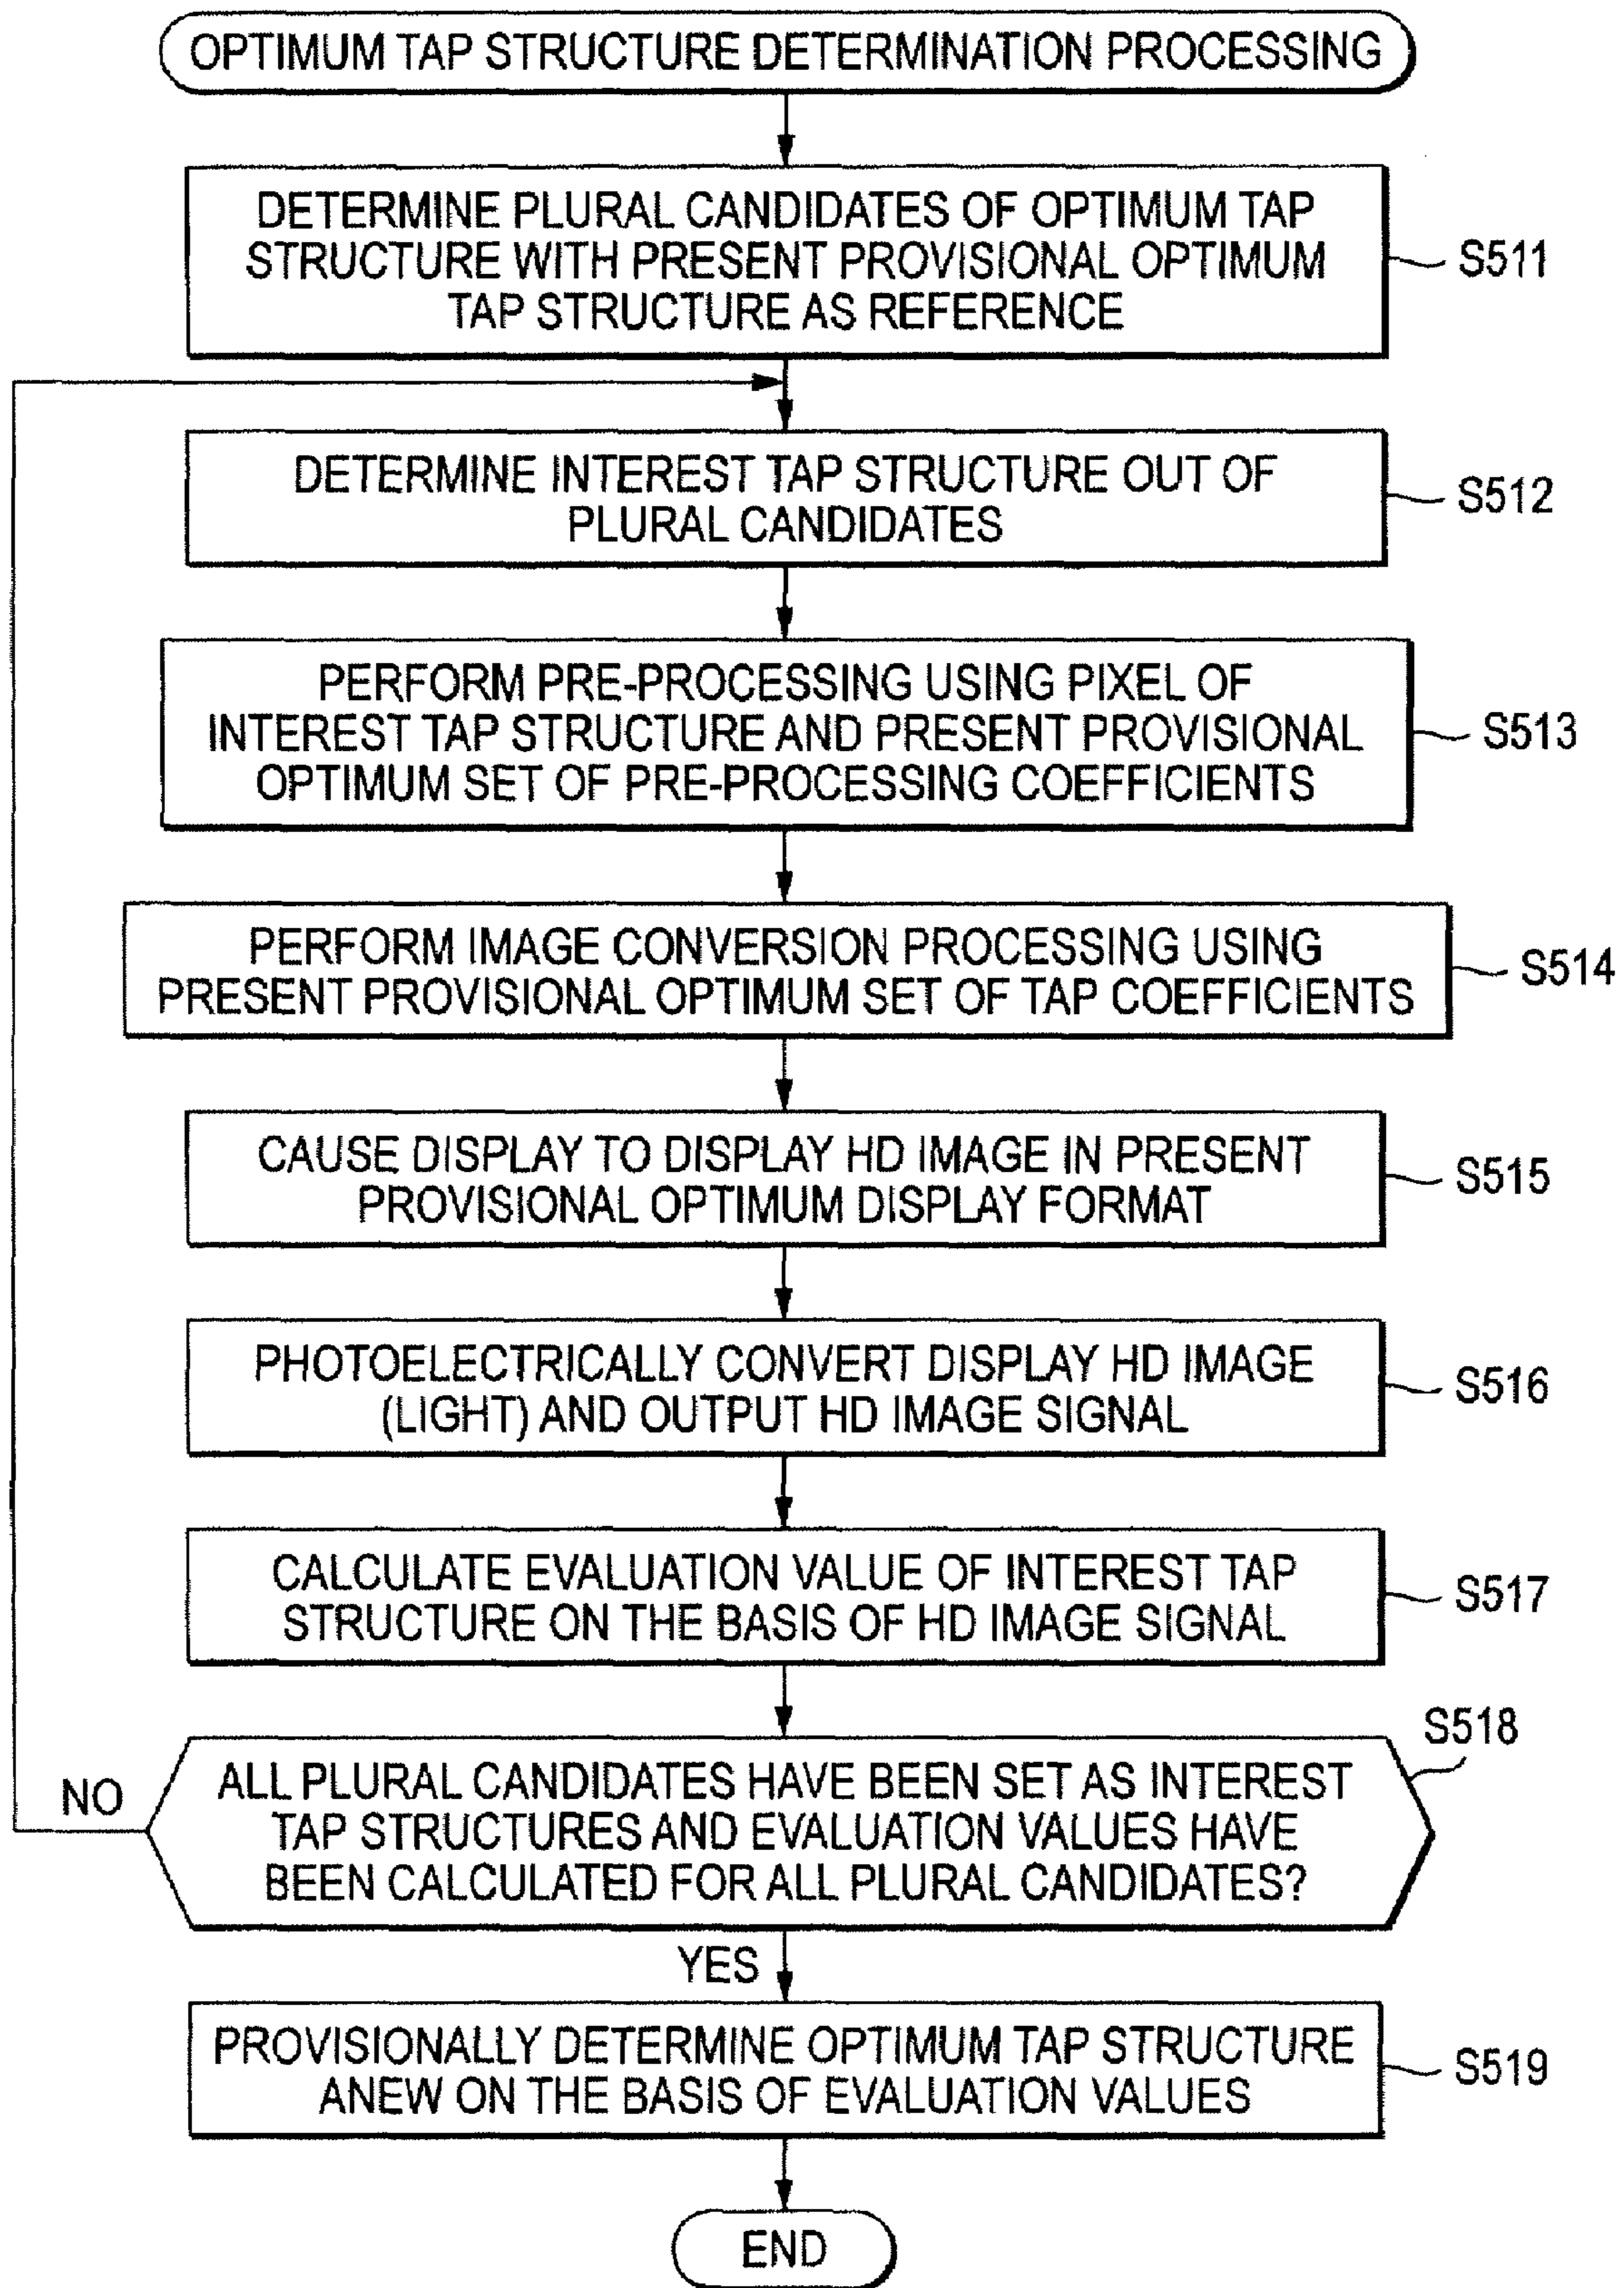 OPTIMUM TAP STRUCTURE DETERMINATION PROCESSING
DETERMINE PLURAL CANDIDATES OF OPTIMUM TAP
STRUCTURE WITH PRESENT PROVISIONAL OPTIMUM
TAP STRUCTURE AS REFERENCE
S511
DETERMINE INTEREST TAP STRUCTURE OUT OF
PLURAL CANDIDATES
S512
PERFORM PRE-PROCESSING USING PIXEL OF
INTEREST TAP STRUCTURE AND PRESENT PROVISIONAL
OPTIMUM SET OF PRE-PROCESSING COEFFICIENTS
S513
PERFORM IMAGE CONVERSION PROCESSING USING
PRESENT PROVISIONAL OPTIMUM SET OF TAP COEFFICIENTS
S514
CAUSE DISPLAY TO DISPLAY HD IMAGE IN PRESENT
PROVISIONAL OPTIMUM DISPLAY FORMAT
S515
PHOTOELECTRICALLY CONVERT DISPLAY HD IMAGE
(LIGHT) AND OUTPUT HD IMAGE SIGNAL
S516
CALCULATE EVALUATION VALUE OF INTEREST TAP
STRUCTURE ON THE BASIS OF HD IMAGE SIGNAL
S517
S518
NO
ALL PLURAL CANDIDATES HAVE BEEN SET AS INTEREST
TAP STRUCTURES AND EVALUATION VALUES HAVE
BEEN CALCULATED FOR ALL PLURAL CANDIDATES?
YES
PROVISIONALLY DETERMINE OPTIMUM TAP STRUCTURE
ANEW ON THE BASIS OF EVALUATION VALUES
S519
END